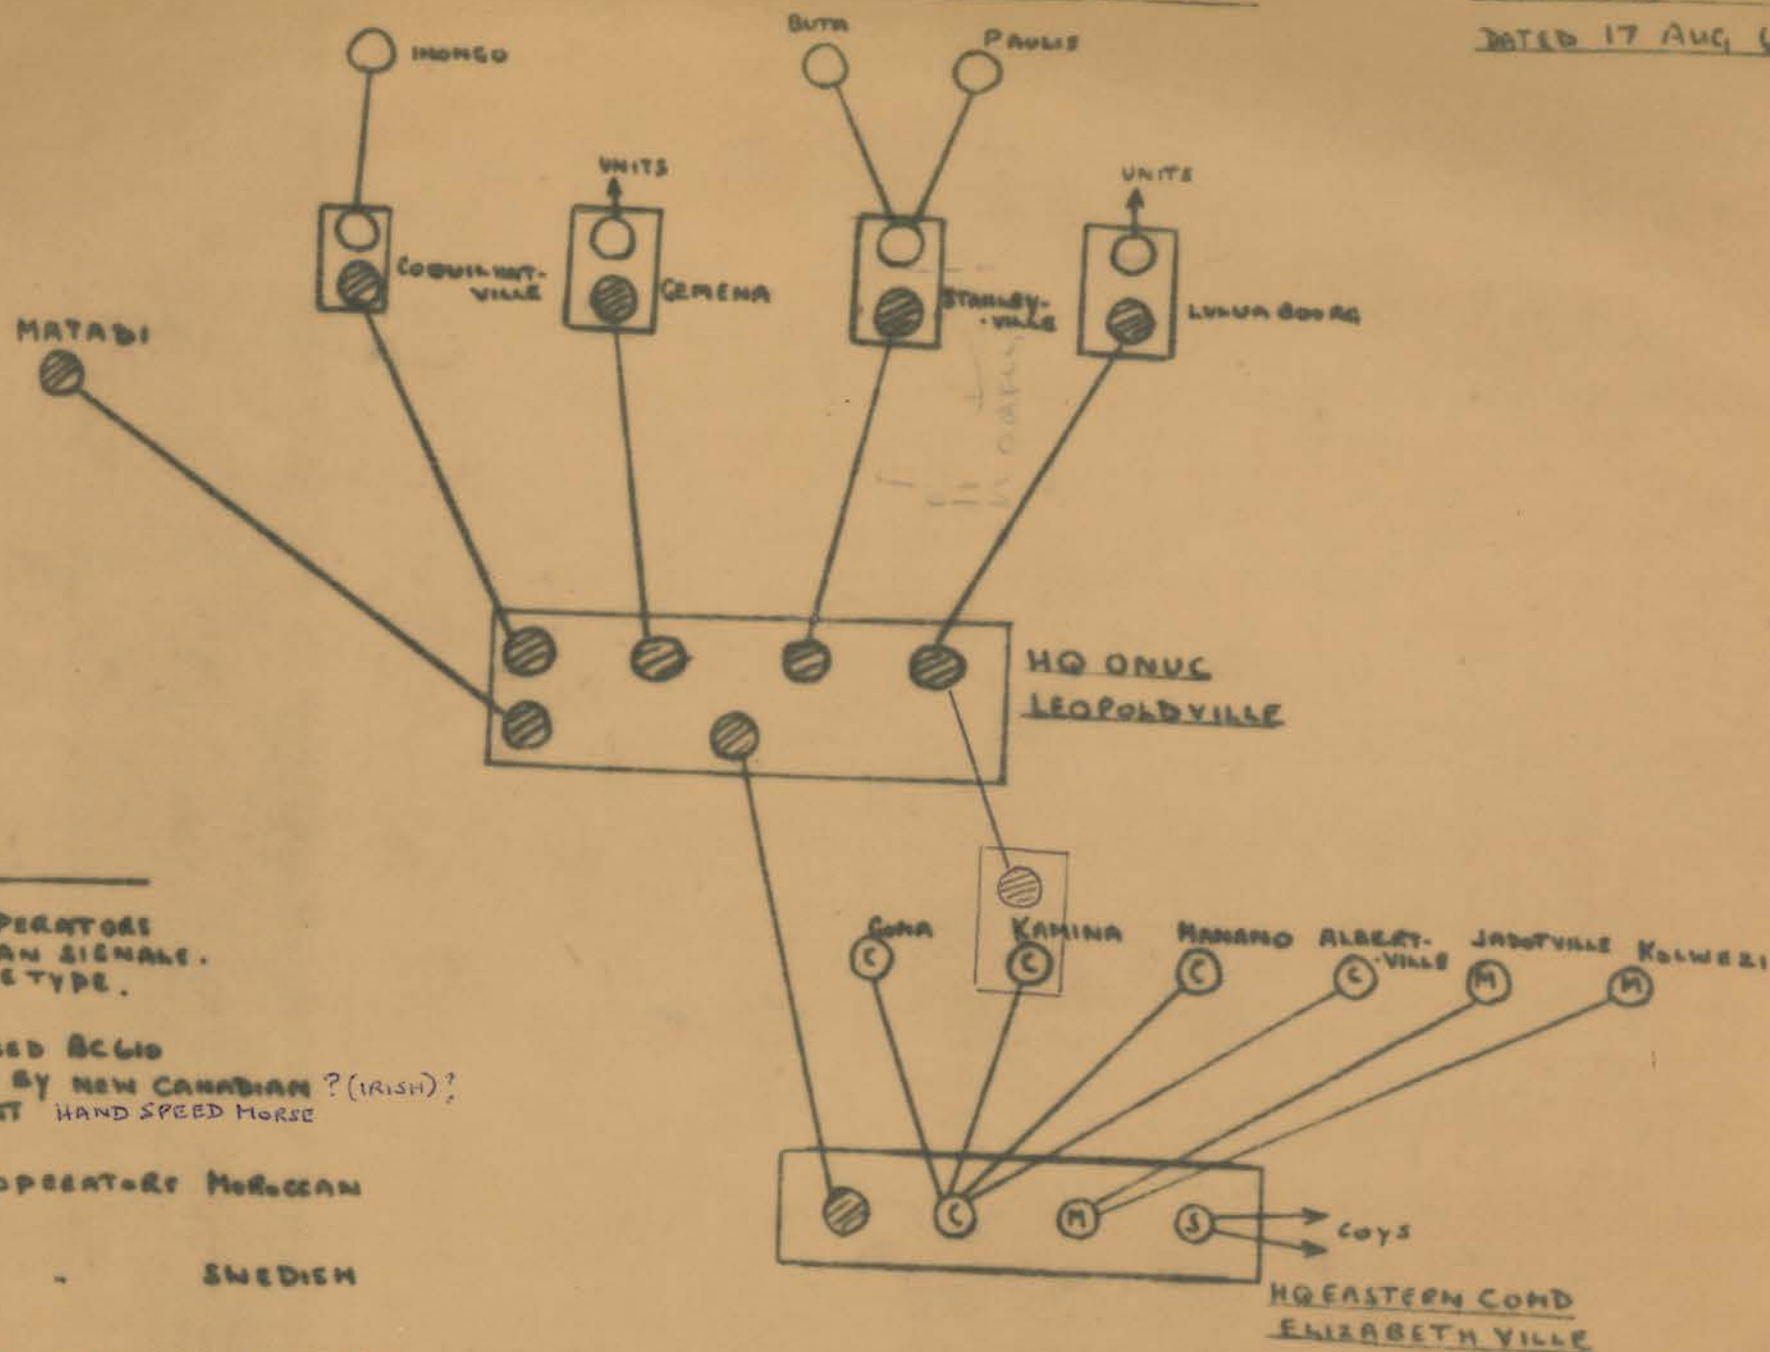 DATED 17 AUG
INONGO
BUTA
PAULIS
UNITS
UNITS
COQUILHAT-
VILLE
GEMENA
STANLEY-
-VILLE
LULUABOURG
MATADI
HQ ONUC
LEOPOLDVILLE
PERATORS
AN SIGNALS.
E TYPE.
ED BC610
BY NEW CANADIAN ?(IRISH)?
HAND SPEED MORSE
OPERATORS MOROCCAN
SWEDISH
GOMA
KAMINA
MANANO
ALBERT-
-VILLE
JADOTVILLE
KOLWEZI
C
C
C
C
M
M
C
M
S
COYS
HQ EASTERN COMD
ELIZABETH VILLE